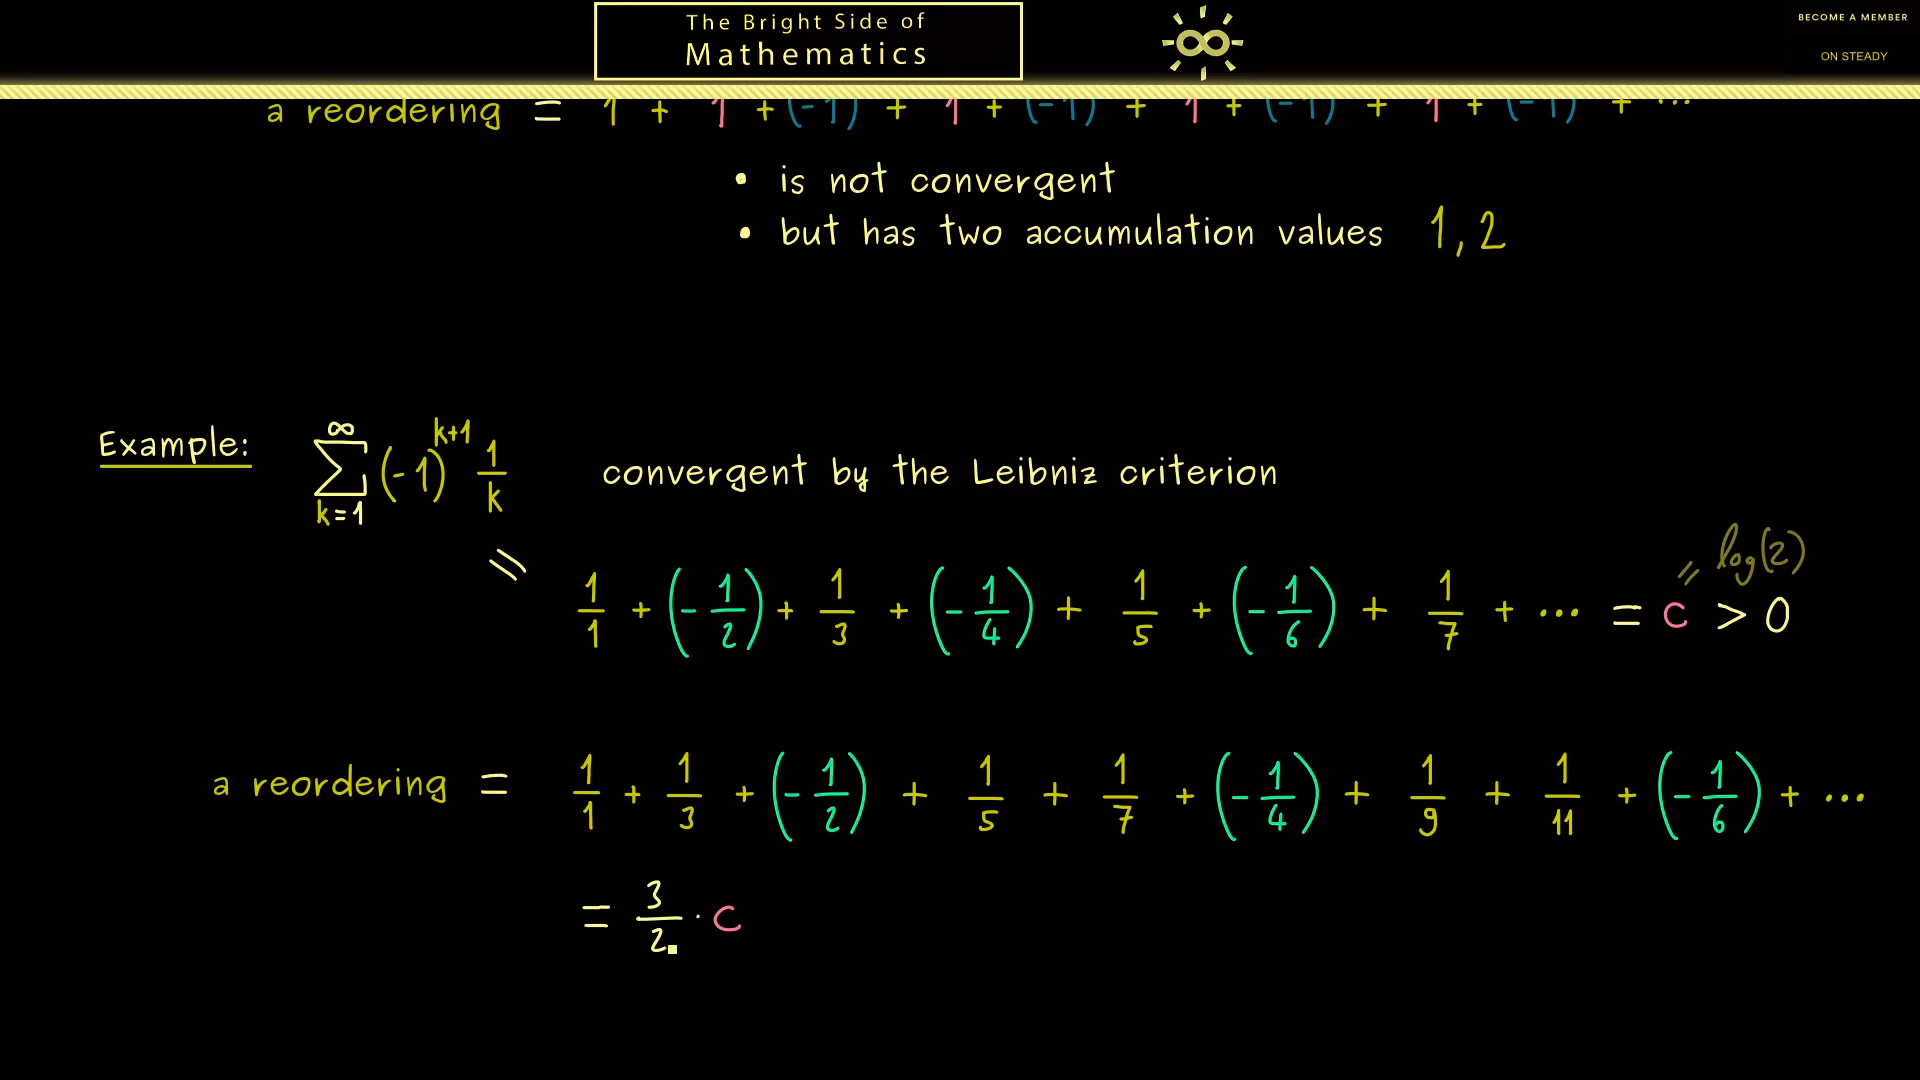 The Bright Side of
Mathematics
BECOME A MEMBER
ON STEADY
a reordering = 1 + 1 + (-1) + 1 + (-1) + 1 + (-1) + 1 + (-1) + ...
• is not convergent
• but has two accumulation values 1, 2
Example: ∑_{k=1}^{∞} (-1)^{k+1} 1/k convergent by the Leibniz criterion
= log(2)
= 1/1 + (-1/2) + 1/3 + (-1/4) + 1/5 + (-1/6) + 1/7 + ... = c > 0
a reordering = 1/1 + 1/3 + (-1/2) + 1/5 + 1/7 + (-1/4) + 1/9 + 1/11 + (-1/6) + ...
= 3/2 · c